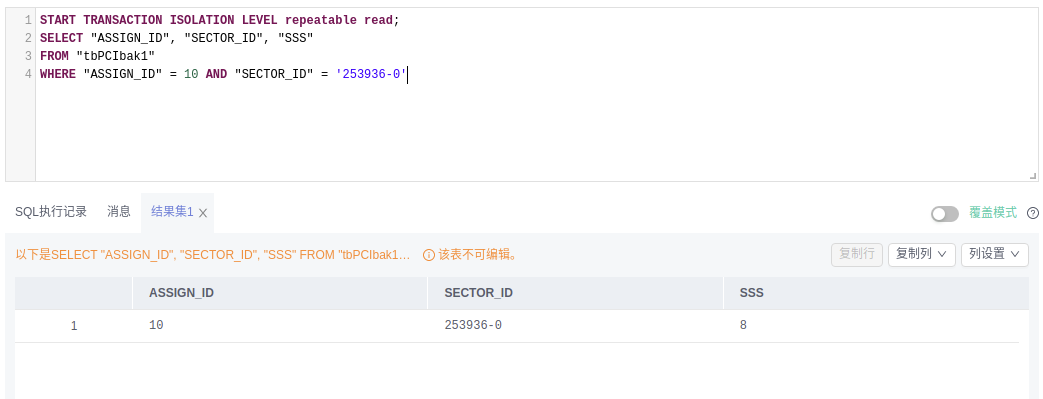 1 START TRANSACTION ISOLATION LEVEL repeatable read;
2 SELECT "ASSIGN_ID", "SECTOR_ID", "SSS"
3 FROM "tbPCIbak1"
4 WHERE "ASSIGN_ID" = 10 AND "SECTOR_ID" = '253936-0'
SQL执行记录 消息 结果集1 覆盖模式
以下是SELECT "ASSIGN_ID", "SECTOR_ID", "SSS" FROM "tbPCIbak1... 该表不可编辑。 复制行 复制列 列设置
ASSIGN_ID SECTOR_ID SSS
1 10 253936-0 8